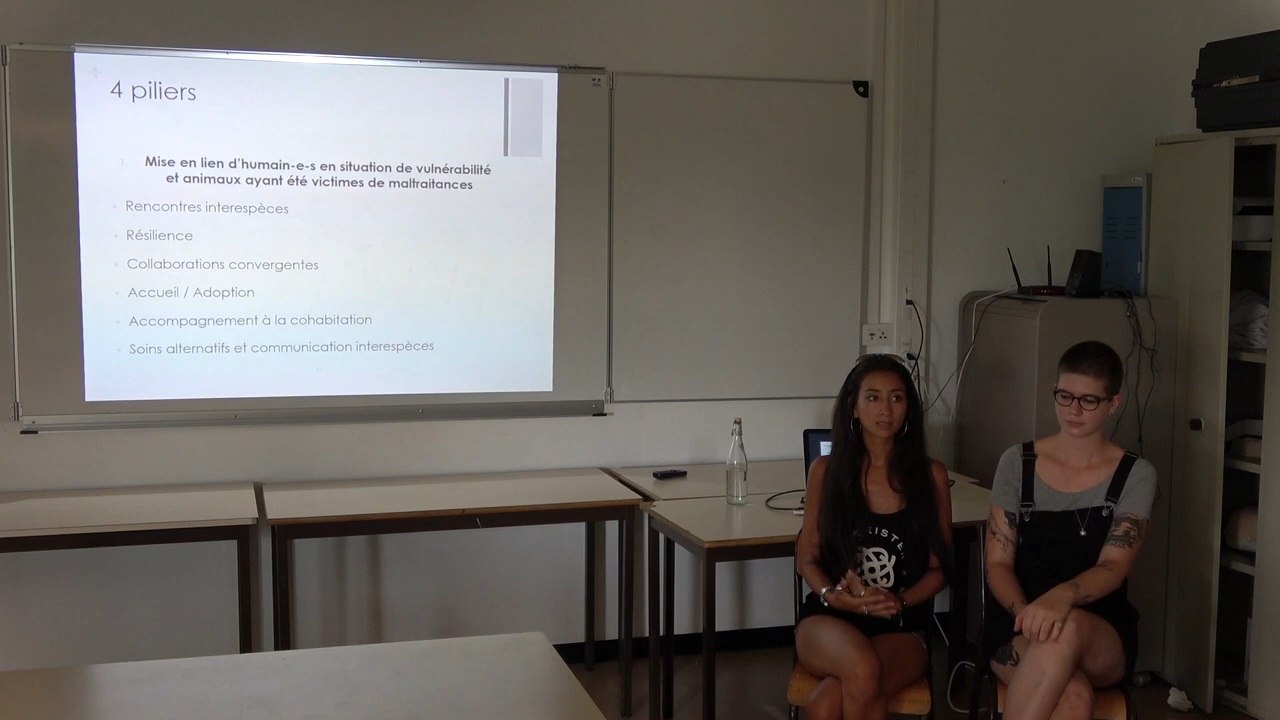 4 piliers
1. Mise en lien d'humain-e-s en situation de vulnérabilité
et animaux ayant été victimes de maltraitances
Rencontres interespèces
Résilience
Collaborations convergentes
Accueil / Adoption
Accompagnement à la cohabitation
Soins alternatifs et communication interespèces